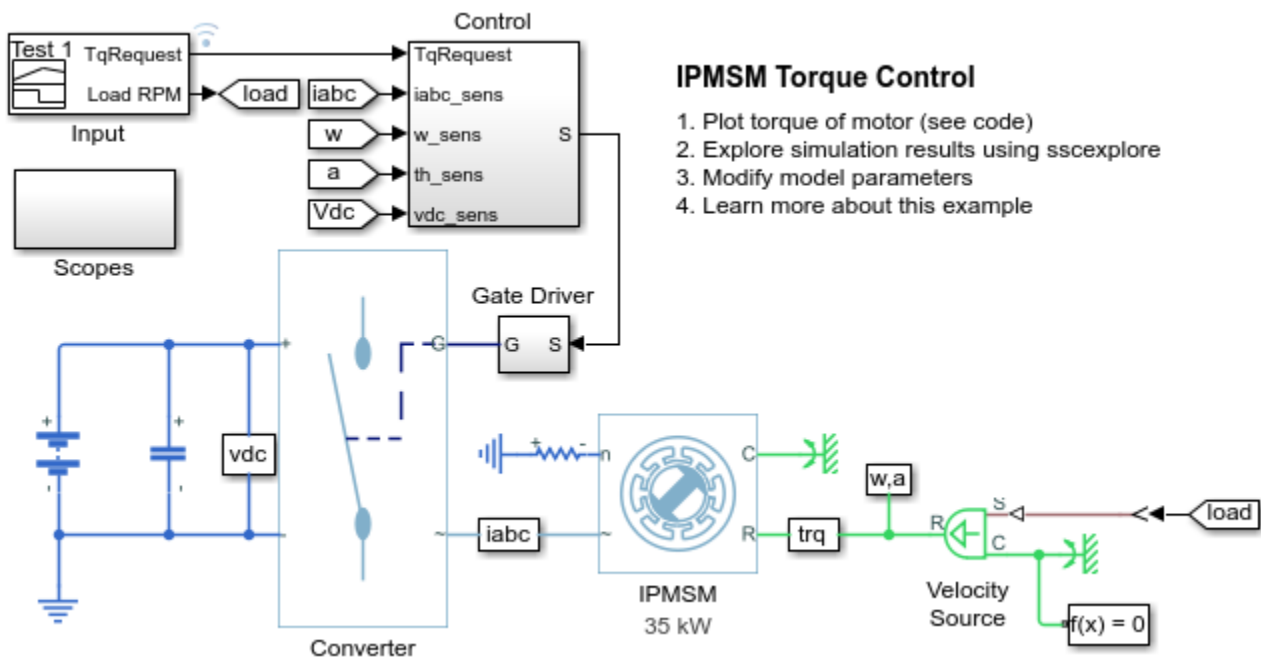 Control
Test 1
TqRequest
Load RPM
Input
load
iabc
w
a
Vdc
TqRequest
iabc_sens
w_sens
th_sens
vdc_sens
S
IPMSM Torque Control
1. Plot torque of motor (see code)
2. Explore simulation results using sscexplore
3. Modify model parameters
4. Learn more about this example
Scopes
Gate Driver
G
S
+
G
-
~
+
-
+
-
vdc
Converter
+
-
n
~
C
R
iabc
IPMSM
35 kW
trq
w,a
R
S
C
load
Velocity
Source
f(x) = 0